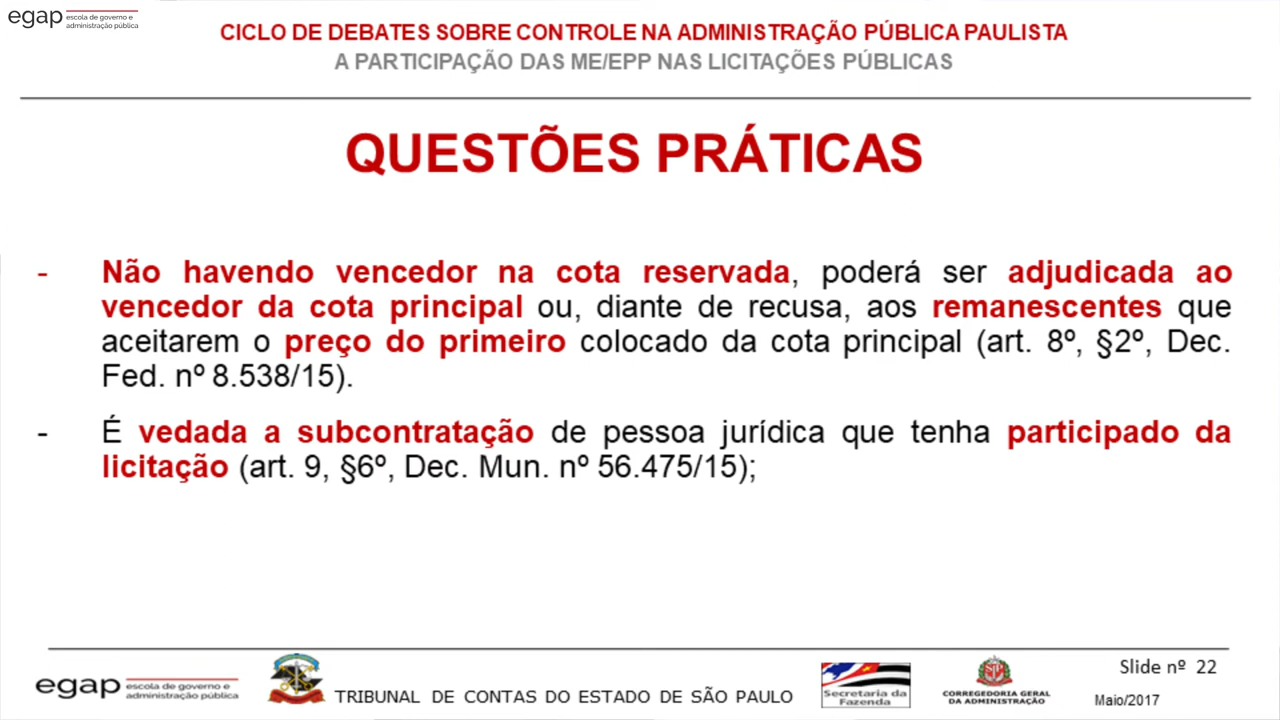 egap escola de governo e
administração pública
CICLO DE DEBATES SOBRE CONTROLE NA ADMINISTRAÇÃO PÚBLICA PAULISTA
A PARTICIPAÇÃO DAS ME/EPP NAS LICITAÇÕES PÚBLICAS
QUESTÕES PRÁTICAS
- Não havendo vencedor na cota reservada, poderá ser adjudicada ao
vencedor da cota principal ou, diante de recusa, aos remanescentes que
aceitarem o preço do primeiro colocado da cota principal (art. 8º, §2º, Dec.
Fed. nº 8.538/15).
- É vedada a subcontratação de pessoa jurídica que tenha participado da
licitação (art. 9, §6º, Dec. Mun. nº 56.475/15);
egap escola de governo e
administração pública
TRIBUNAL DE CONTAS DO ESTADO DE SÃO PAULO
Secretaria da
Fazenda
CORREGEDORIA GERAL
DA ADMINISTRAÇÃO
Slide nº 22
Maio/2017